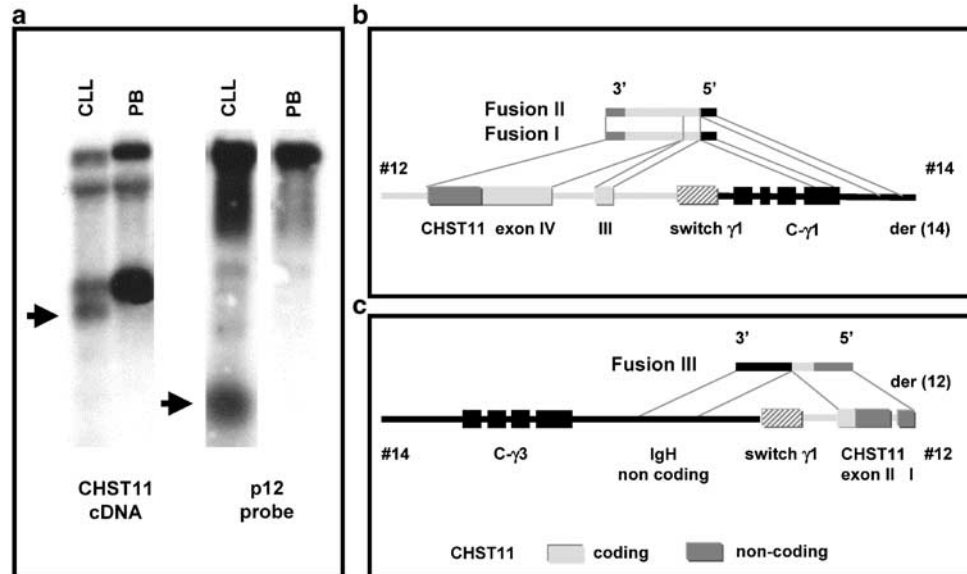 a
CLL
PB
CLL
PB
CHST11
cDNA
p12
probe
b
3' 5'
Fusion II
Fusion I
#12 #14
CHST11 exon IV III switch γ1 C-γ1 der (14)
c
3' 5'
Fusion III
der (12)
#14 C-γ3 IgH switch γ1 CHST11 #12
non coding exon II I
CHST11 coding non-coding